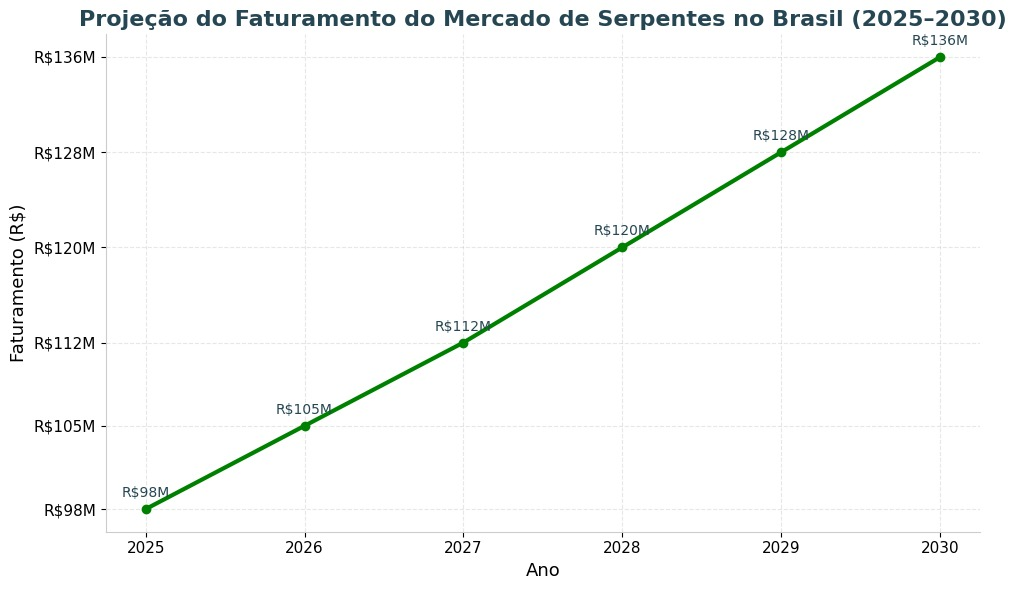 Projeção do Faturamento do Mercado de Serpentes no Brasil (2025–2030)
R$136M
R$136M
R$128M
R$128M
R$120M
R$120M
R$112M
R$112M
R$105M
R$105M
R$98M
R$98M
Faturamento (R$)
2025 2026 2027 2028 2029 2030
Ano